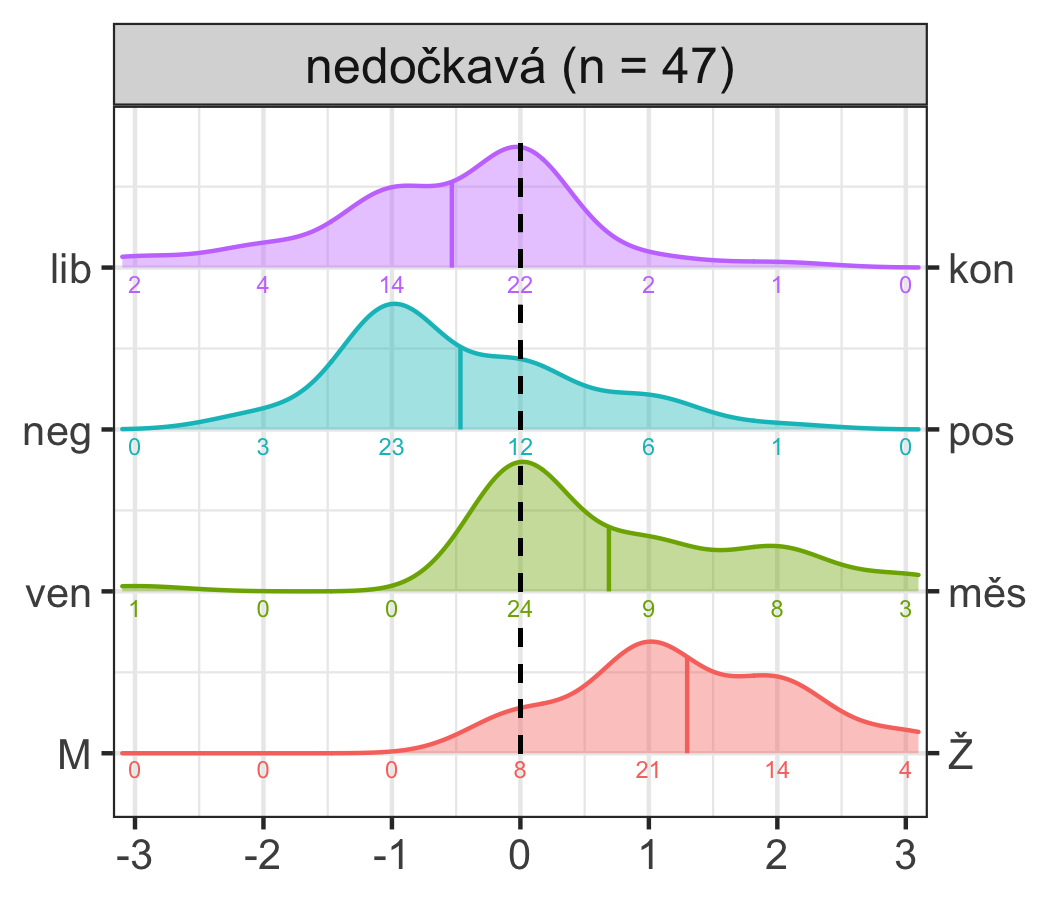 nedočkavá (n = 47)
lib kon
2 4 14 22 2 1 0
neg pos
0 3 23 12 6 1 0
ven měs
1 0 0 24 9 8 3
M Ž
0 0 0 8 21 14 4
-3 -2 -1 0 1 2 3